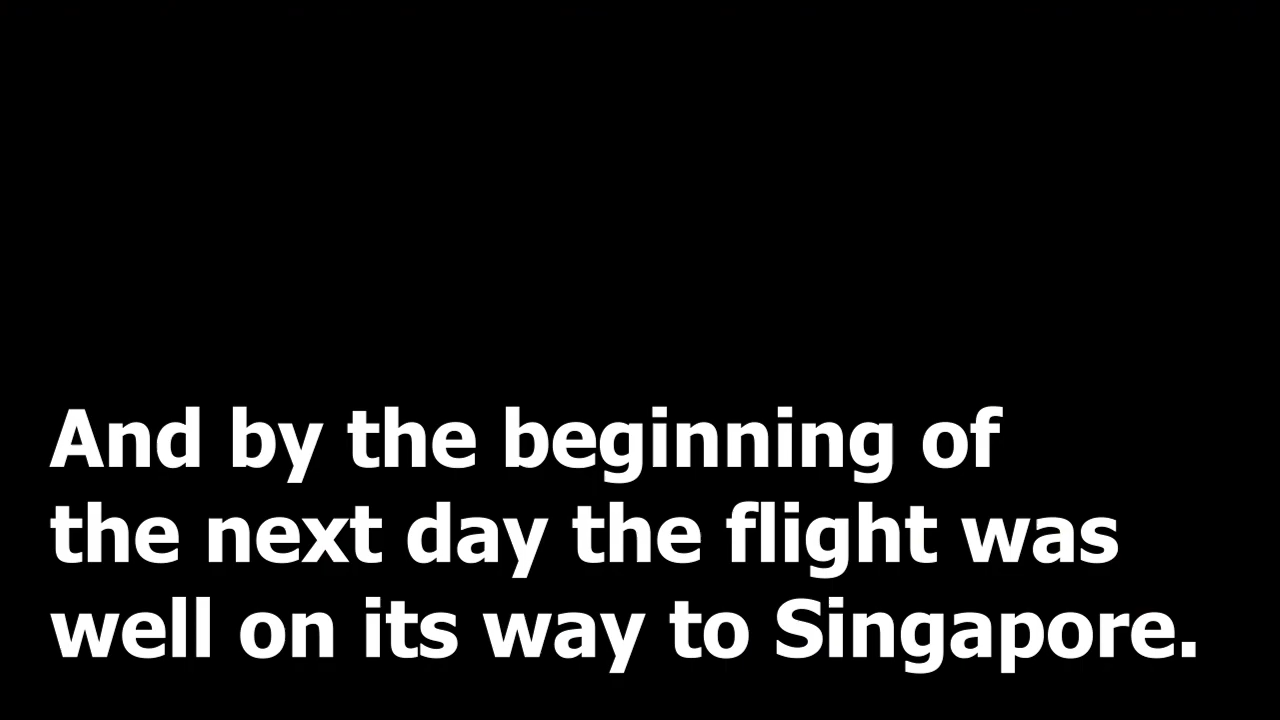 And by the beginning of
the next day the flight was
well on its way to Singapore.